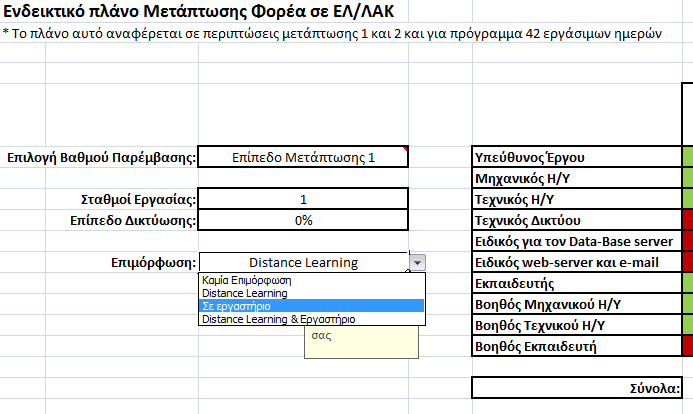 Ενδεικτικό πλάνο Μετάπτωσης Φορέα σε ΕΛ/ΛΑΚ
* Το πλάνο αυτό αναφέρεται σε περιπτώσεις μετάπτωσης 1 και 2 και για πρόγραμμα 42 εργάσιμων ημερών
Επιλογή Βαθμού Παρέμβασης: Επίπεδο Μετάπτωσης 1
Σταθμοί Εργασίας: 1
Επίπεδο Δικτύωσης: 0%
Επιμόρφωση: Distance Learning
Καμία Επιμόρφωση
Distance Learning
Σε εργαστήριο
Distance Learning & Εργαστήριο
σας
Υπεύθυνος Έργου
Μηχανικός Η/Υ
Τεχνικός Η/Υ
Τεχνικός Δικτύου
Ειδικός για τον Data-Base server
Ειδικός web-server και e-mail
Εκπαιδευτής
Βοηθός Μηχανικού Η/Υ
Βοηθός Τεχνικού Η/Υ
Βοηθός Εκπαιδευτή
Σύνολα: